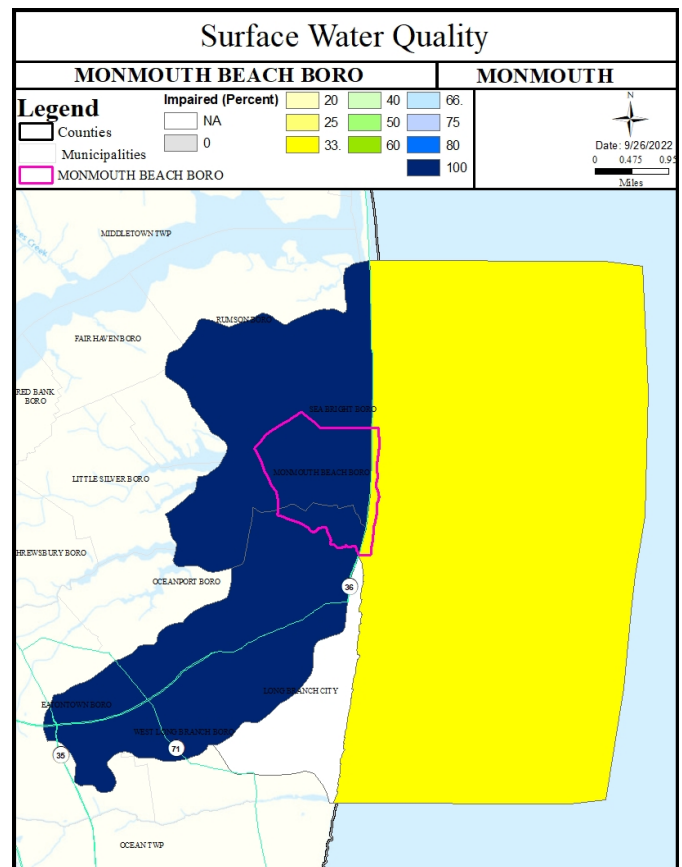 Surface Water Quality
MONMOUTH BEACH BORO
MONMOUTH
Legend
Counties
Municipalities
MONMOUTH BEACH BORO
Impaired (Percent)
NA
0
20
25
33.
40
50
60
66.
75
80
100
N
Date: 9/26/2022
0 0.475 0.95
Miles
MIDDLETOWN TWP
Creek
RUMSON BORO
FAIR HAVEN BORO
RED BANK
BORO
SEA BRIGHT BORO
MONMOUTH BEACH BORO
LITTLE SILVER BORO
HREWSBURY BORO
OCEANPORT BORO
36
LONG BRANCH CITY
EATONTOWN BORO
WEST LONG BRANCH BORO
71
35
OCEAN TWP